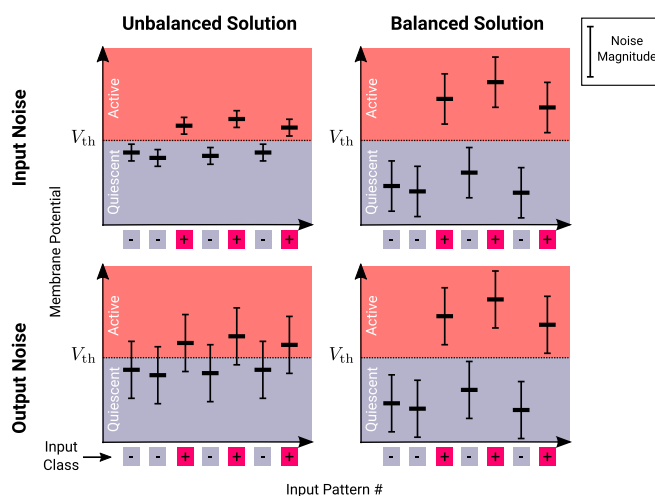 Unbalanced Solution
Balanced Solution
Noise
Magnitude
Input Noise
Output Noise
Membrane Potential
Active
Quiescent
Vth
- - + - + - +
Active
Quiescent
Vth
- - + - + - +
Active
Quiescent
Vth
- - + - + - +
Active
Quiescent
Vth
- - + - + - +
Input
Class
Input Pattern #